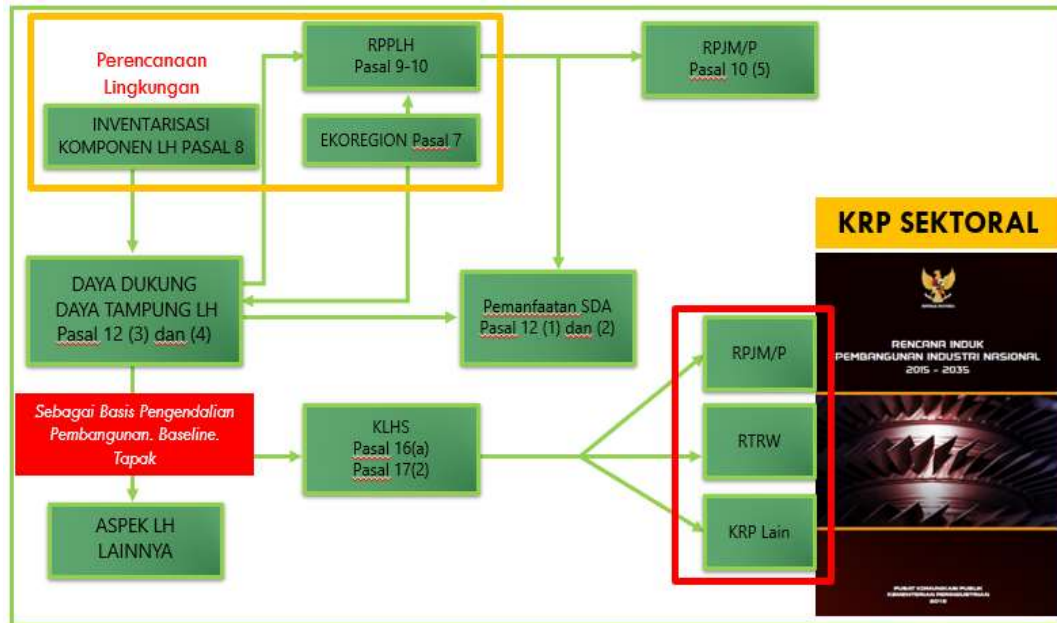 Perencanaan
Lingkungan
RPPLH
Pasal 9-10
RPJM/P
Pasal 10 (5)
INVENTARISASI
KOMPONEN LH PASAL 8
EKOREGION Pasal 7
KRP SEKTORAL
DAYA DUKUNG
DAYA TAMPUNG LH
Pasal 12 (3) dan (4)
Pemanfaatan SDA
Pasal 12 (1) dan (2)
RENCANA INDUK
PEMBANGUNAN INDUSTRI NASIONAL
2015 - 2035
RPJM/P
Sebagai Basis Pengendalian
Pembangunan. Baseline.
Tapak
KLHS
Pasal 16(a)
Pasal 17(2)
RTRW
ASPEK LH
LAINNYA
KRP Lain
PUSAT KOMUNIKASI PUBLIK
KEMENTERIAN PERINDUSTRIAN
2015